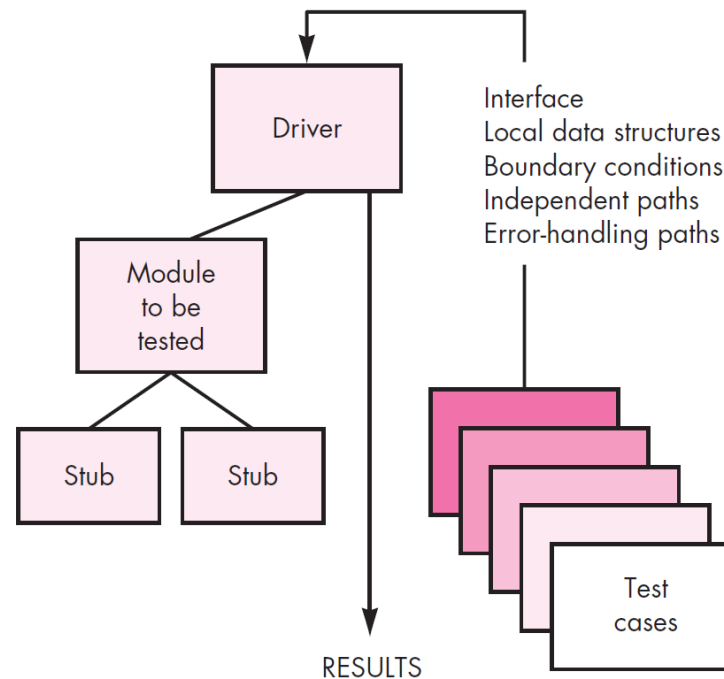 Driver
Interface
Local data structures
Boundary conditions
Independent paths
Error-handling paths
Module
to be
tested
Stub
Stub
Test
cases
RESULTS